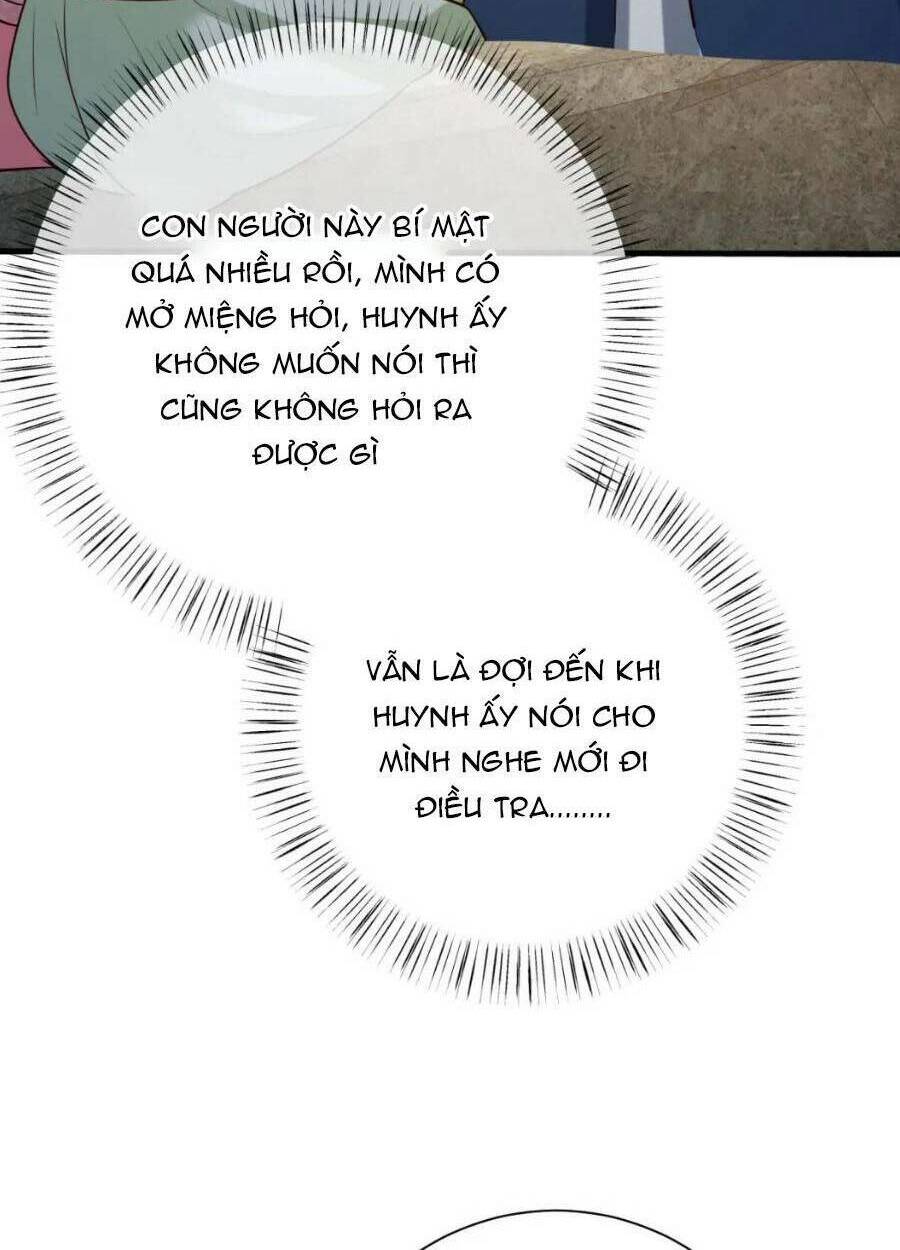 CON NGƯỜI NÀY BÍ MẬT
QUÁ NHIỀU RỒI, MÌNH CÓ
MỞ MIỆNG HỎI, HUYNH ẤY
KHÔNG MUỐN NÓI THÌ
CŨNG KHÔNG HỎI RA
ĐƯỢC GÌ
VẪN LÀ ĐỢI ĐẾN KHI
HUYNH ẤY NÓI CHO
MÌNH NGHE MỚI ĐI
ĐIỀU TRA........